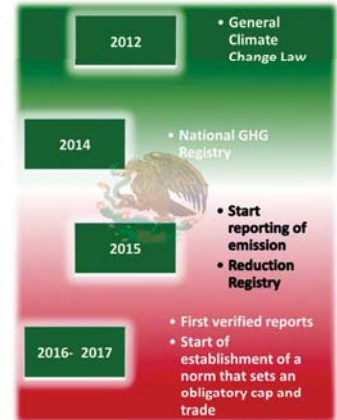 2012
• General
Climate
Change Law
2014
• National GHG
Registry
2015
• Start
reporting of
emission
• Reduction
Registry
2016- 2017
• First verified reports
• Start of
establishment of a
norm that sets an
obligatory cap and
trade